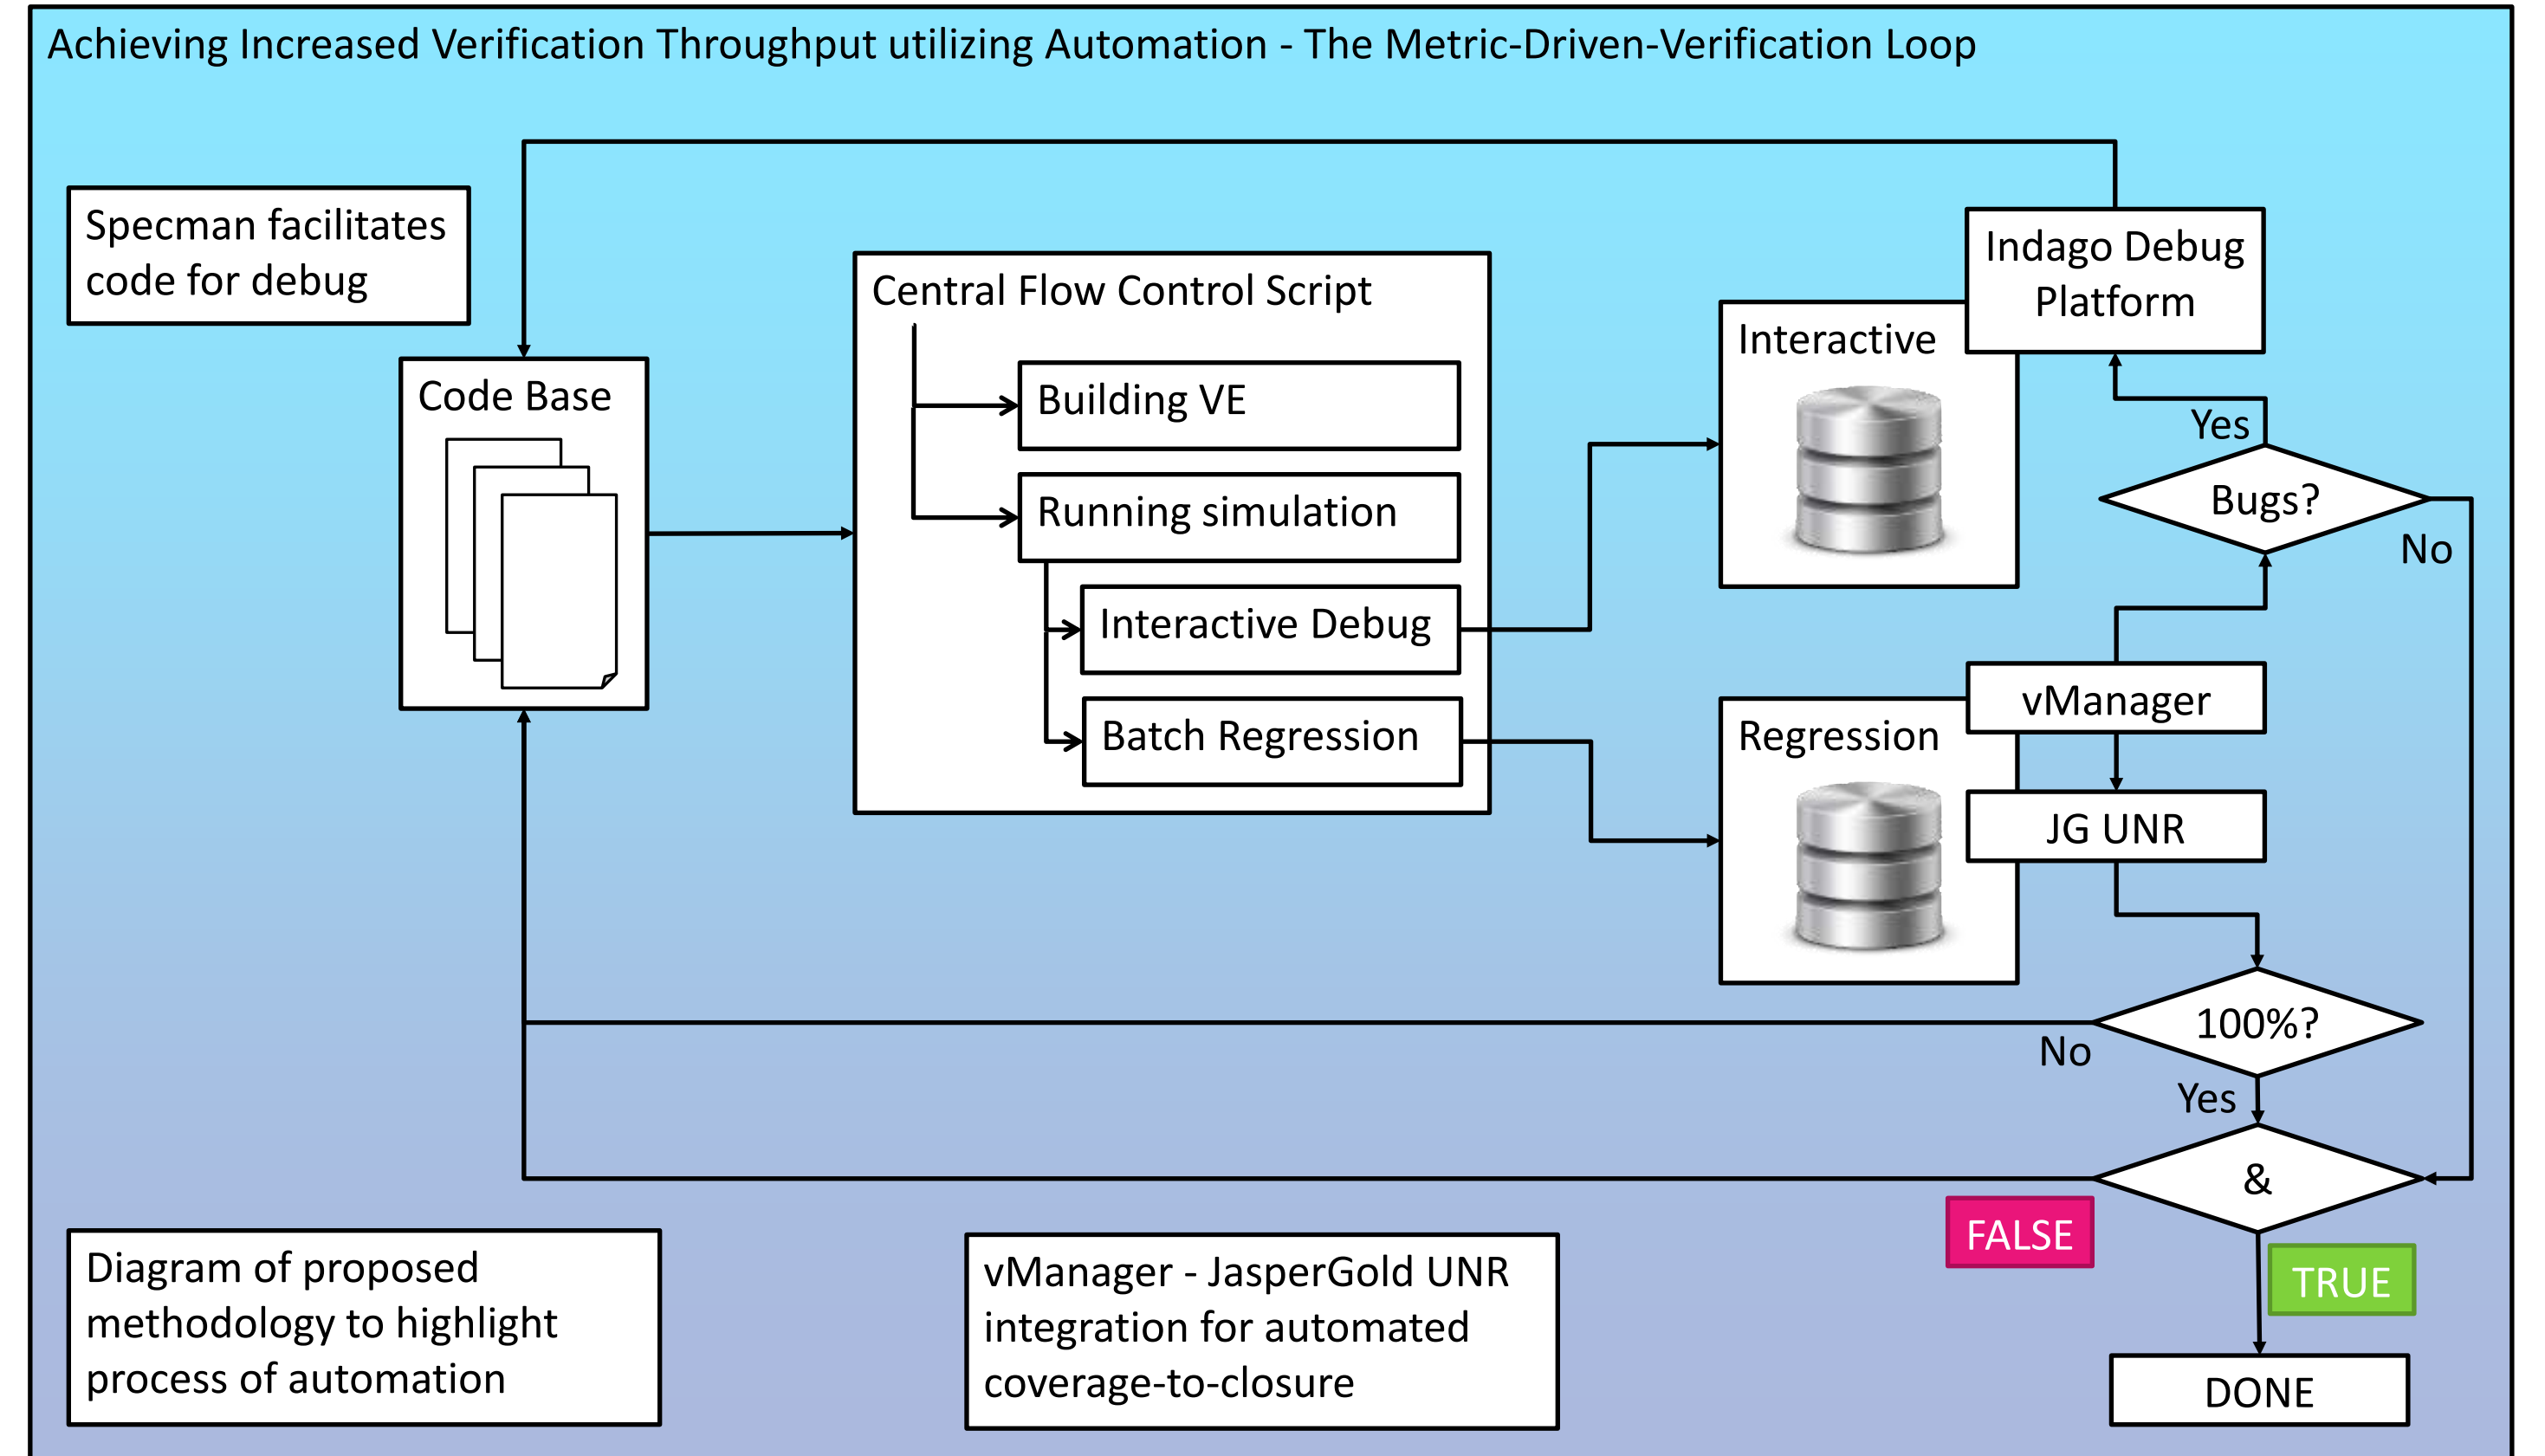 Achieving Increased Verification Throughput utilizing Automation - The Metric-Driven-Verification Loop
Specman facilitates
code for debug
Code Base
Central Flow Control Script
Building VE
Running simulation
Interactive Debug
Batch Regression
Interactive
Indago Debug
Platform
Yes
Bugs?
No
Regression
vManager
JG UNR
100%?
No
Yes
&
FALSE
TRUE
DONE
Diagram of proposed
methodology to highlight
process of automation
vManager - JasperGold UNR
integration for automated
coverage-to-closure